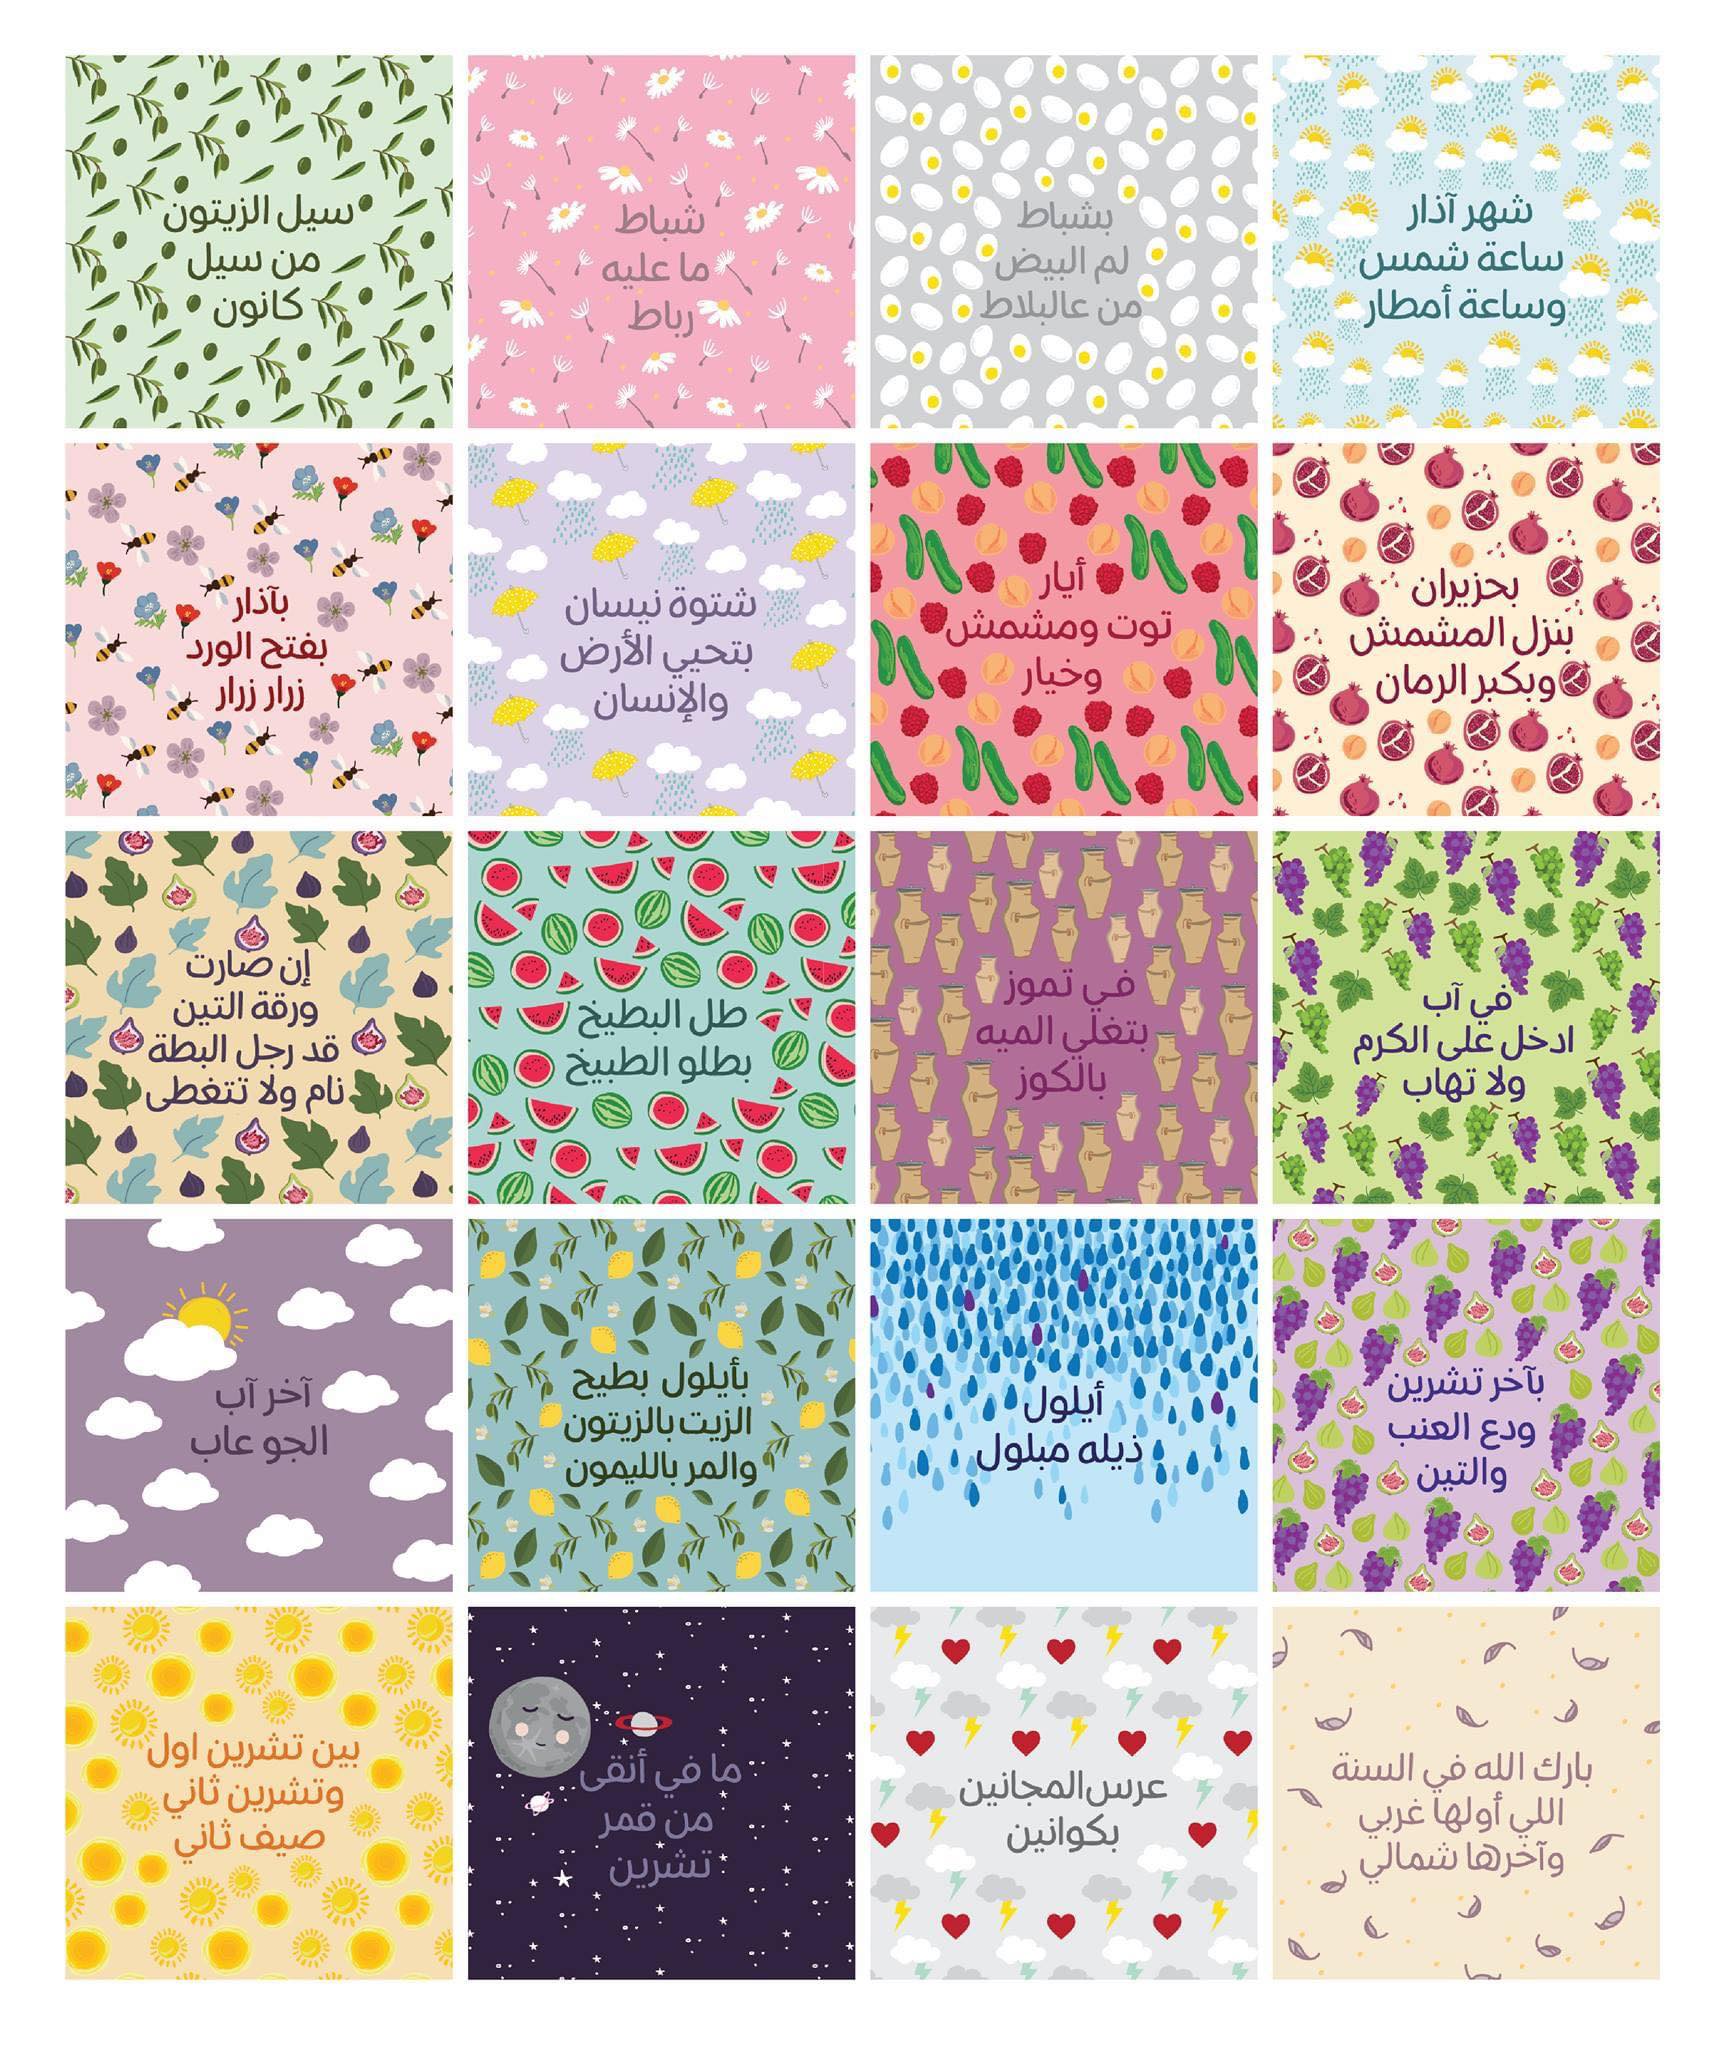 سيل الزيتون
من سيل
كانون
شباط
ما عليه
رباط
بشباط
لم البيض
من عالبلاط
شهر آذار
ساعة شمس
وساعة أمطار
بآذار
بفتح الورد
زرار زرار
شتوة نيسان
بتحيي الأرض
والإنسان
أيار
توت ومشمش
وخيار
بحزيران
بنزل المشمش
وبكبر الرمان
إن صارت
ورقة التين
قد رجل البطة
نام ولا تتغطى
طل البطيخ
بطلو الطبيخ
في تموز
بتغلي الميه
بالكوز
في آب
ادخل على الكرم
ولا تهاب
آخر آب
الجو عاب
بأيلول بطيح
الزيت بالزيتون
والمر بالليمون
أيلول
ذيله مبلول
بآخر تشرين
ودع العنب
والتين
بين تشرين اول
وتشرين ثاني
صيف ثاني
ما في أنقى
من قمر
تشرين
عرس المجانين
بكوانين
بارك الله في السنة
اللي أولها غربي
وآخرها شمالي